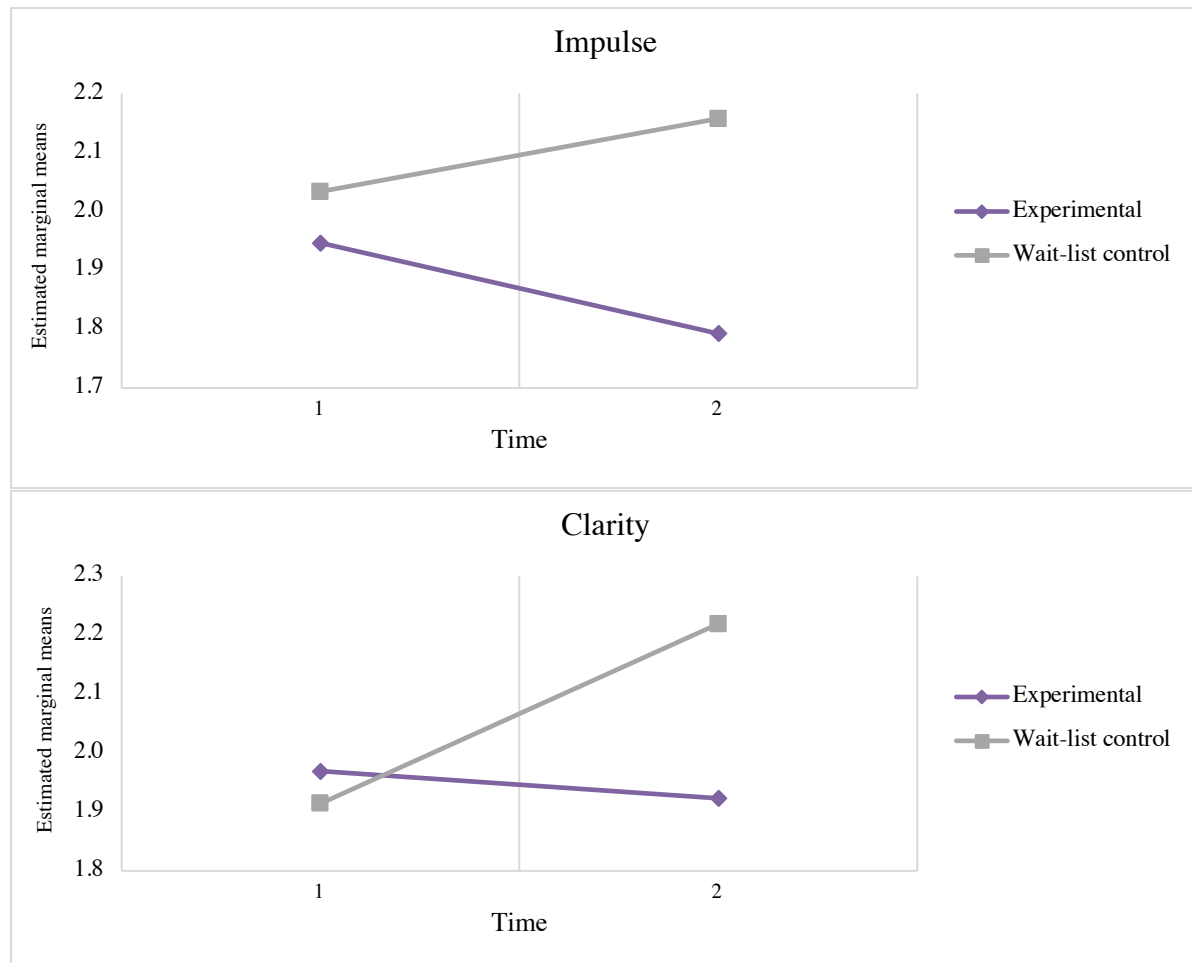 Impulse
2.2
2.1
2.0
1.9
1.8
1.7
Estimated marginal means
1
2
Time
Experimental
Wait-list control
Clarity
2.3
2.2
2.1
2.0
1.9
1.8
Estimated marginal means
1
2
Time
Experimental
Wait-list control